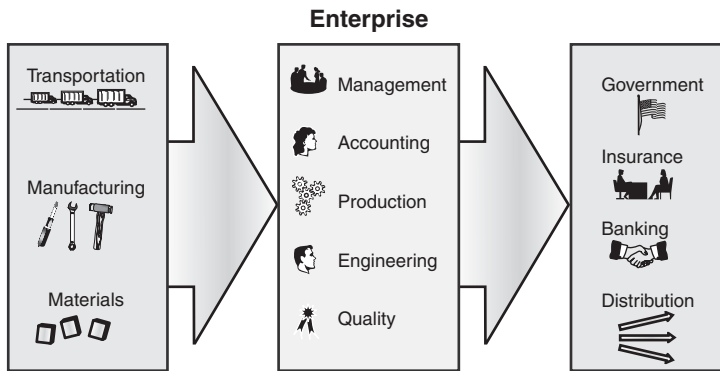 Enterprise
Transportation
Manufacturing
Materials
Management
Accounting
Production
Engineering
Quality
Government
Insurance
Banking
Distribution